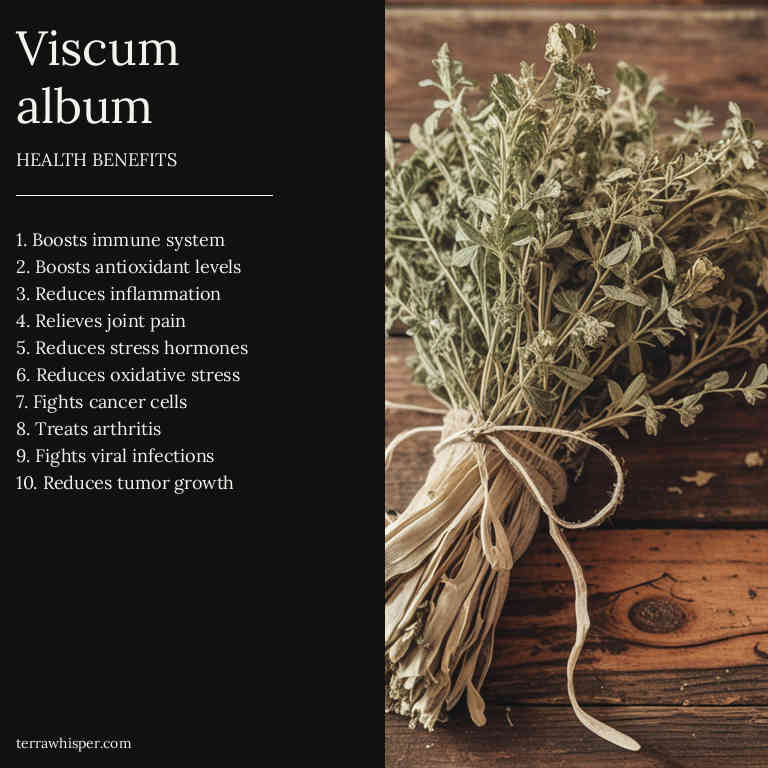 Viscum
album
HEALTH BENEFITS
1. Boosts immune system
2. Boosts antioxidant levels
3. Reduces inflammation
4. Relieves joint pain
5. Reduces stress hormones
6. Reduces oxidative stress
7. Fights cancer cells
8. Treats arthritis
9. Fights viral infections
10. Reduces tumor growth
terrawhisper.com